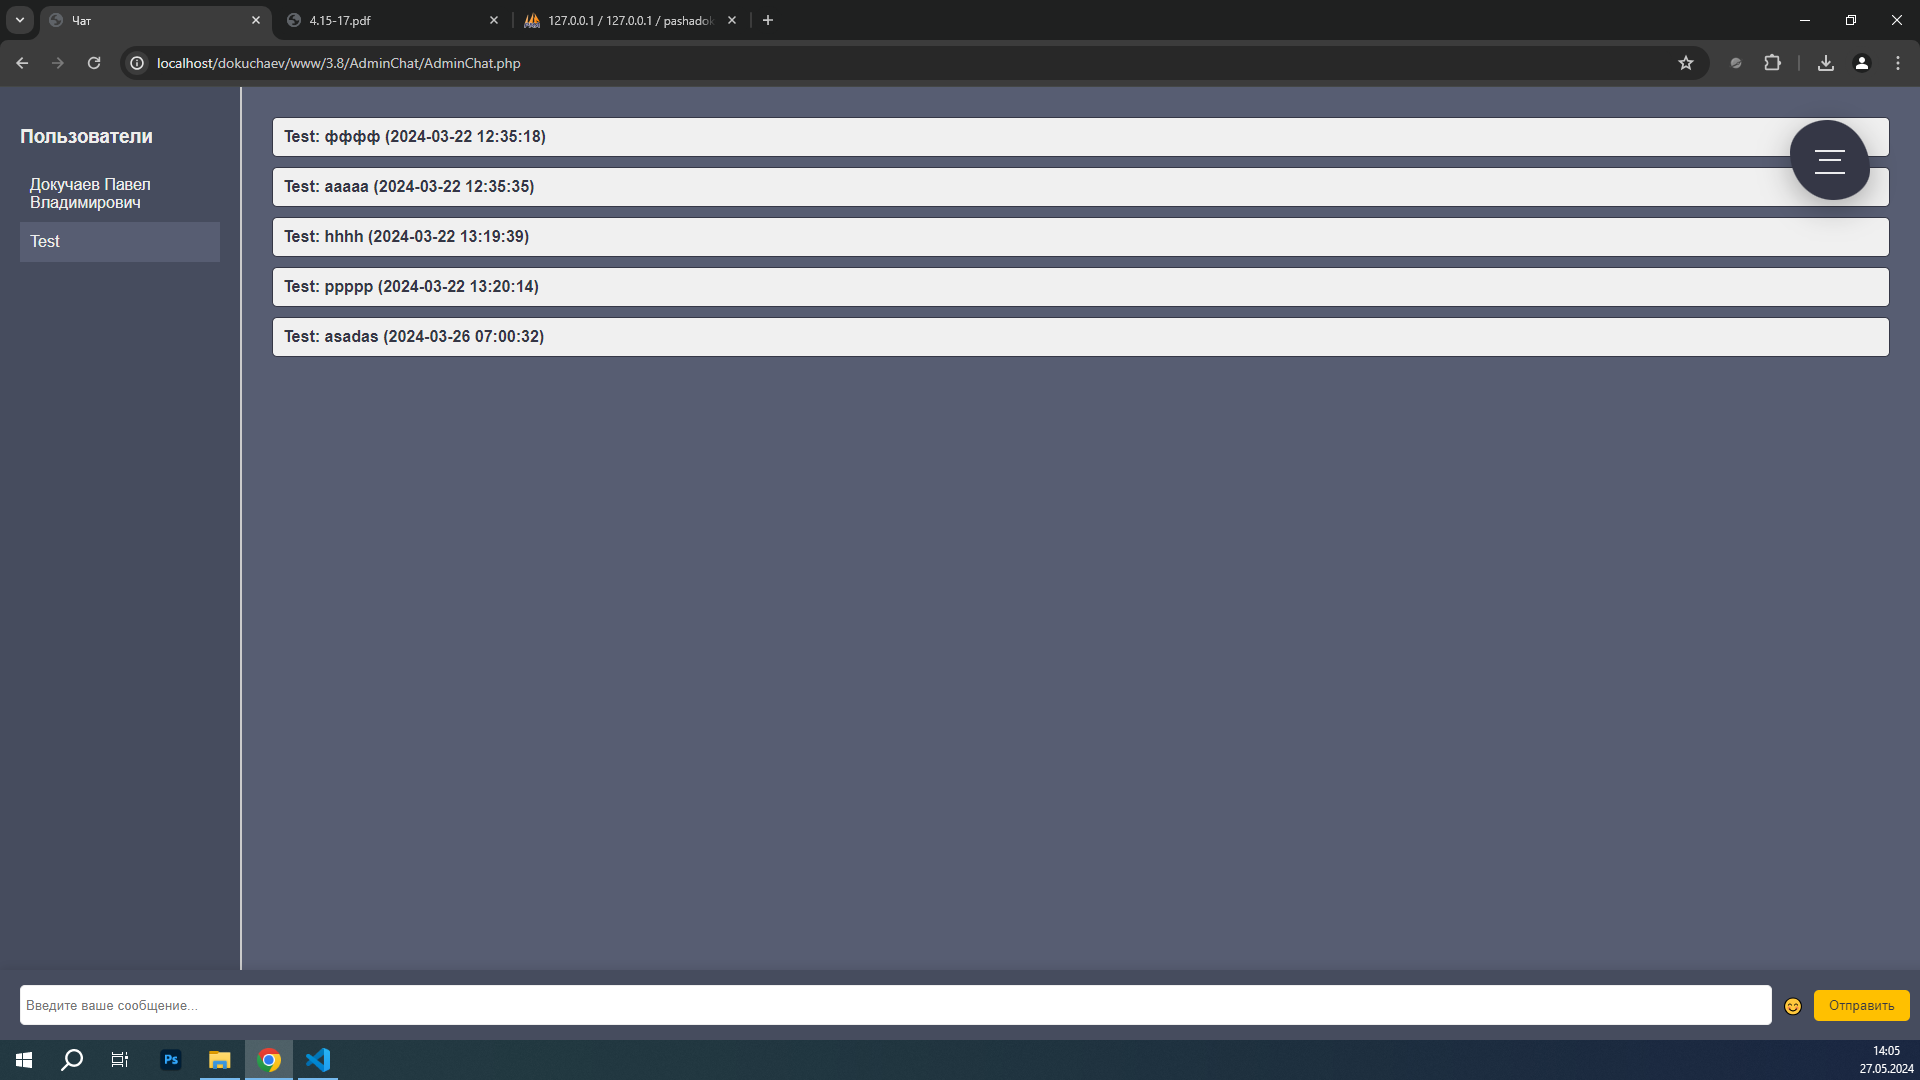 Чат
4.15-17.pdf
127.0.0.1 / 127.0.0.1 / pashadok
localhost/dokuchaev/www/3.8/AdminChat/AdminChat.php
Пользователи
Докучаев Павел
Владимирович
Test
Test: фффф (2024-03-22 12:35:18)
Test: ааааа (2024-03-22 12:35:35)
Test: hhhh (2024-03-22 13:19:39)
Test: ppppp (2024-03-22 13:20:14)
Test: asadas (2024-03-26 07:00:32)
Введите ваше сообщение...
Отправить
Ps
14:05
27.05.2024